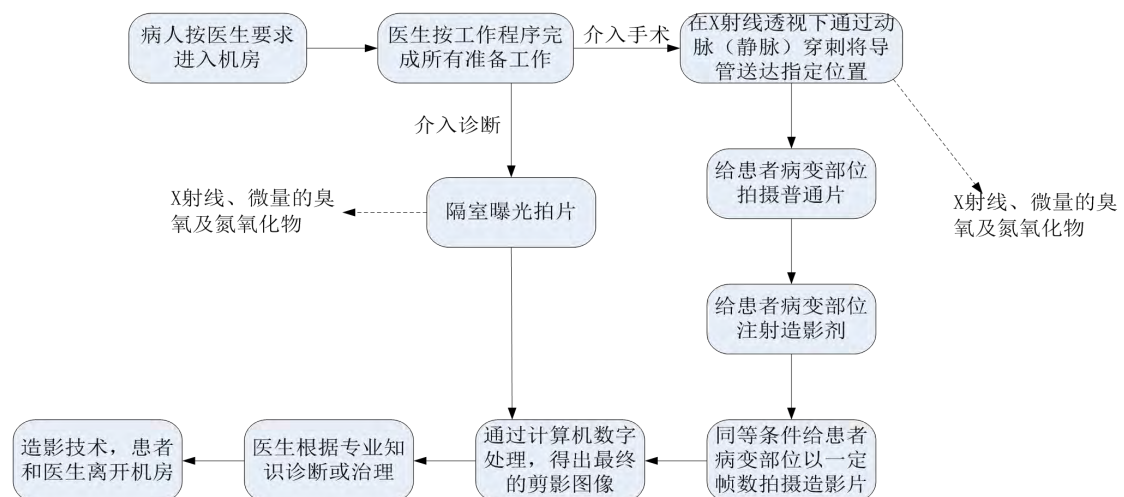 病人按医生要求
进入机房
医生按工作程序完
成所有准备工作
介入手术
在X射线透视下通过动
脉（静脉）穿刺将导
管送达指定位置
介入诊断
给患者病变部位
拍摄普通片
X射线、微量的臭
氧及氮氧化物
隔室曝光拍片
X射线、微量的臭
氧及氮氧化物
给患者病变部位
注射造影剂
造影技术，患者
和医生离开机房
医生根据专业知
识诊断或治理
通过计算机数字
处理，得出最终
的剪影图像
同等条件给患者
病变部位以一定
帧数拍摄造影片